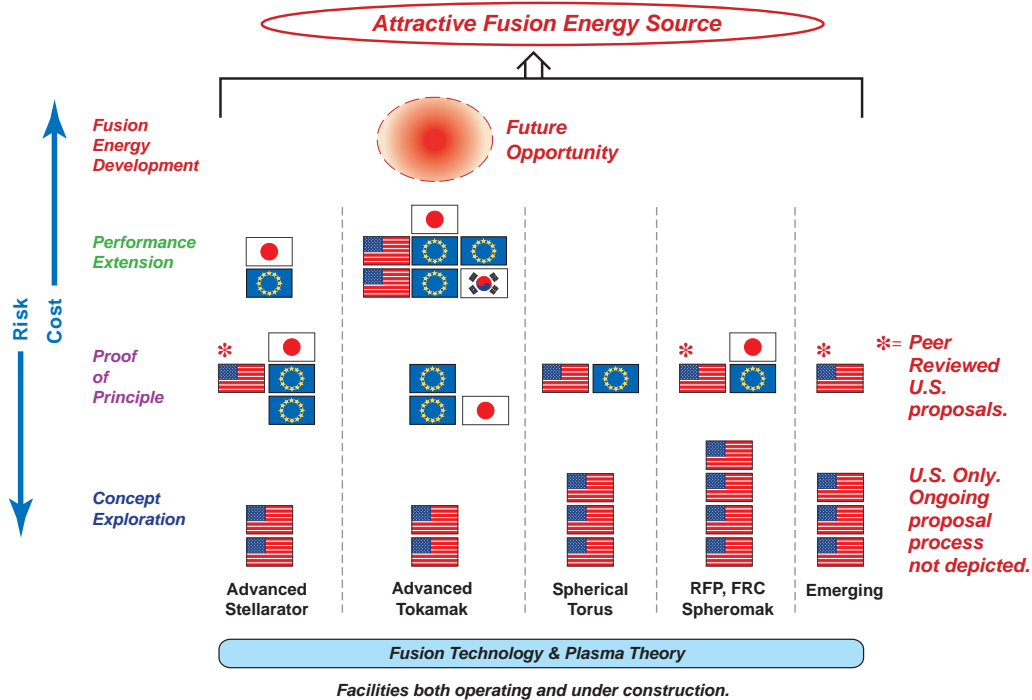 Attractive Fusion Energy Source
Fusion
Energy
Development
Future
Opportunity
Performance
Extension
Risk
Cost
Proof
of
Principle
*
*
*
*= Peer
Reviewed
U.S.
proposals.
Concept
Exploration
U.S. Only.
Ongoing
proposal
process
not depicted.
Advanced
Stellarator
Advanced
Tokamak
Spherical
Torus
RFP, FRC
Spheromak
Emerging
Fusion Technology & Plasma Theory
Facilities both operating and under construction.